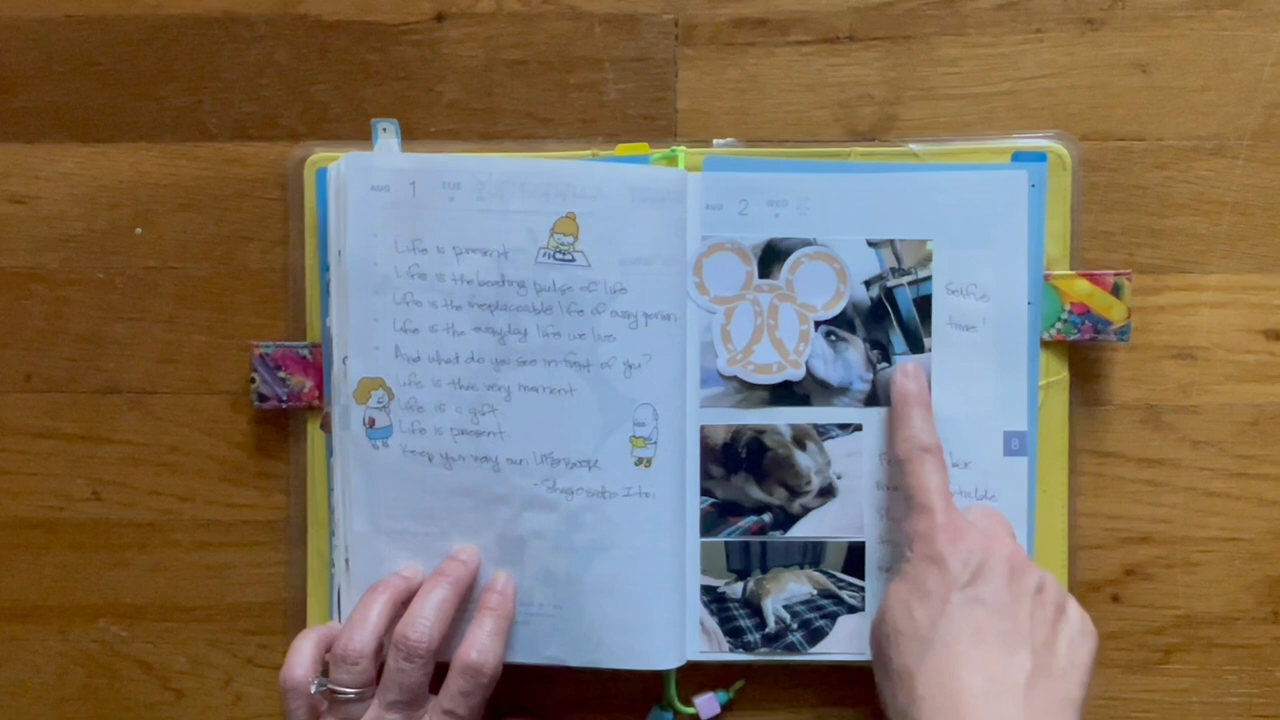 AUG 1 TUE
Life is present
Life is the beating pulse of life
Life is the irreplaceable life of every person
Life is the everyday life we live
And what do you see in front of you?
Life is this very moment
Life is a gift.
Life is present.
Keep your very own LIFE BOOK
- Shigesato Itoi
AUG 2 WED
Selfie
time!
8